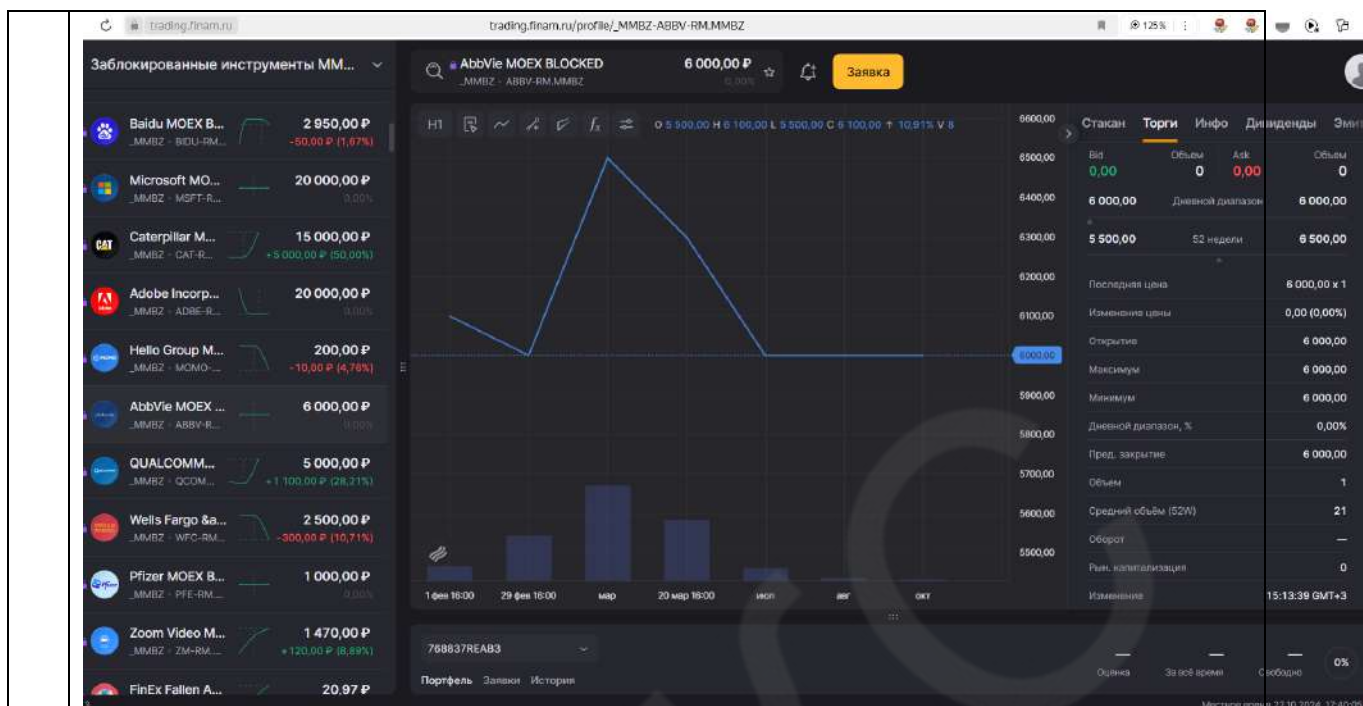 trading.finam.ru
trading.finam.ru/profile/_MMBZ-ABBV-RM.MMBZ
125%
Заблокированные инструменты MM...
AbbVie MOEX BLOCKED
_MMBZ · ABBV-RM.MMBZ
6 000,00 ₽
0,00%
Заявка
Baidu MOEX B...
_MMBZ · BIDU-RM...
2 950,00 ₽
-50,00 ₽ (1,67%)
Microsoft MO...
_MMBZ · MSFT-R...
20 000,00 ₽
0,00%
Caterpillar M...
_MMBZ · CAT-R...
15 000,00 ₽
+5 000,00 ₽ (50,00%)
Adobe Incorp...
_MMBZ · ADBE-R...
20 000,00 ₽
0,00%
Hello Group M...
_MMBZ · MOMO-...
200,00 ₽
-10,00 ₽ (4,76%)
AbbVie MOEX ...
_MMBZ · ABBV-R...
6 000,00 ₽
0,00%
QUALCOMM...
_MMBZ · QCOM...
5 000,00 ₽
+1 100,00 ₽ (28,21%)
Wells Fargo &a...
_MMBZ · WFC-RM...
2 500,00 ₽
-300,00 ₽ (10,71%)
Pfizer MOEX B...
_MMBZ · PFE-RM...
1 000,00 ₽
0,00%
Zoom Video M...
_MMBZ · ZM-RM...
1 470,00 ₽
+120,00 ₽ (8,89%)
FinEx Fallen A...
20,97 ₽
H1
O 5 500,00 H 6 100,00 L 5 500,00 C 6 100,00 ↑ 10,91% V 8
6600,00
6500,00
6400,00
6300,00
6200,00
6100,00
6000,00
5900,00
5800,00
5700,00
5600,00
5500,00
1 фев 16:00 29 фев 16:00 мар 20 мар 16:00 июл авг окт
768837REAB3
Портфель Заявки История
Стакан Торги Инфо Дивиденды Эми
Bid Объем Ask Объем
0,00 0 0,00 0
6 000,00 Дневной диапазон 6 000,00
5 500,00 52 недели 6 500,00
Последняя цена 6 000,00 x 1
Изменение цены 0,00 (0,00%)
Открытие 6 000,00
Максимум 6 000,00
Минимум 6 000,00
Дневной диапазон, % 0,00%
Пред. закрытие 6 000,00
Объем 1
Средний объём (52W) 21
Оборот —
Рын. капитализация 0
Изменение 15:13:39 GMT+3
— — —
Оценка За всё время Свободно
0%
Местное время